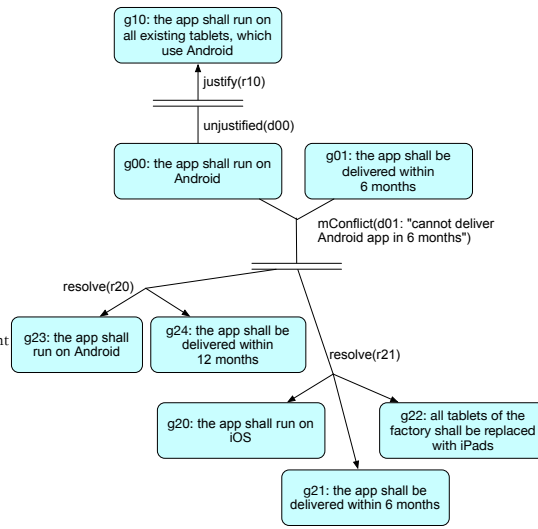 g10: the app shall run on
all existing tablets, which
use Android
justify(r10)
unjustified(d00)
g00: the app shall run on
Android
g01: the app shall be
delivered within
6 months
mConflict(d01: "cannot deliver
Android app in 6 months")
resolve(r20)
g23: the app shall
run on Android
g24: the app shall be
delivered within
12 months
nt
resolve(r21)
g20: the app shall run on
iOS
g22: all tablets of the
factory shall be replaced
with iPads
g21: the app shall be
delivered within 6 months